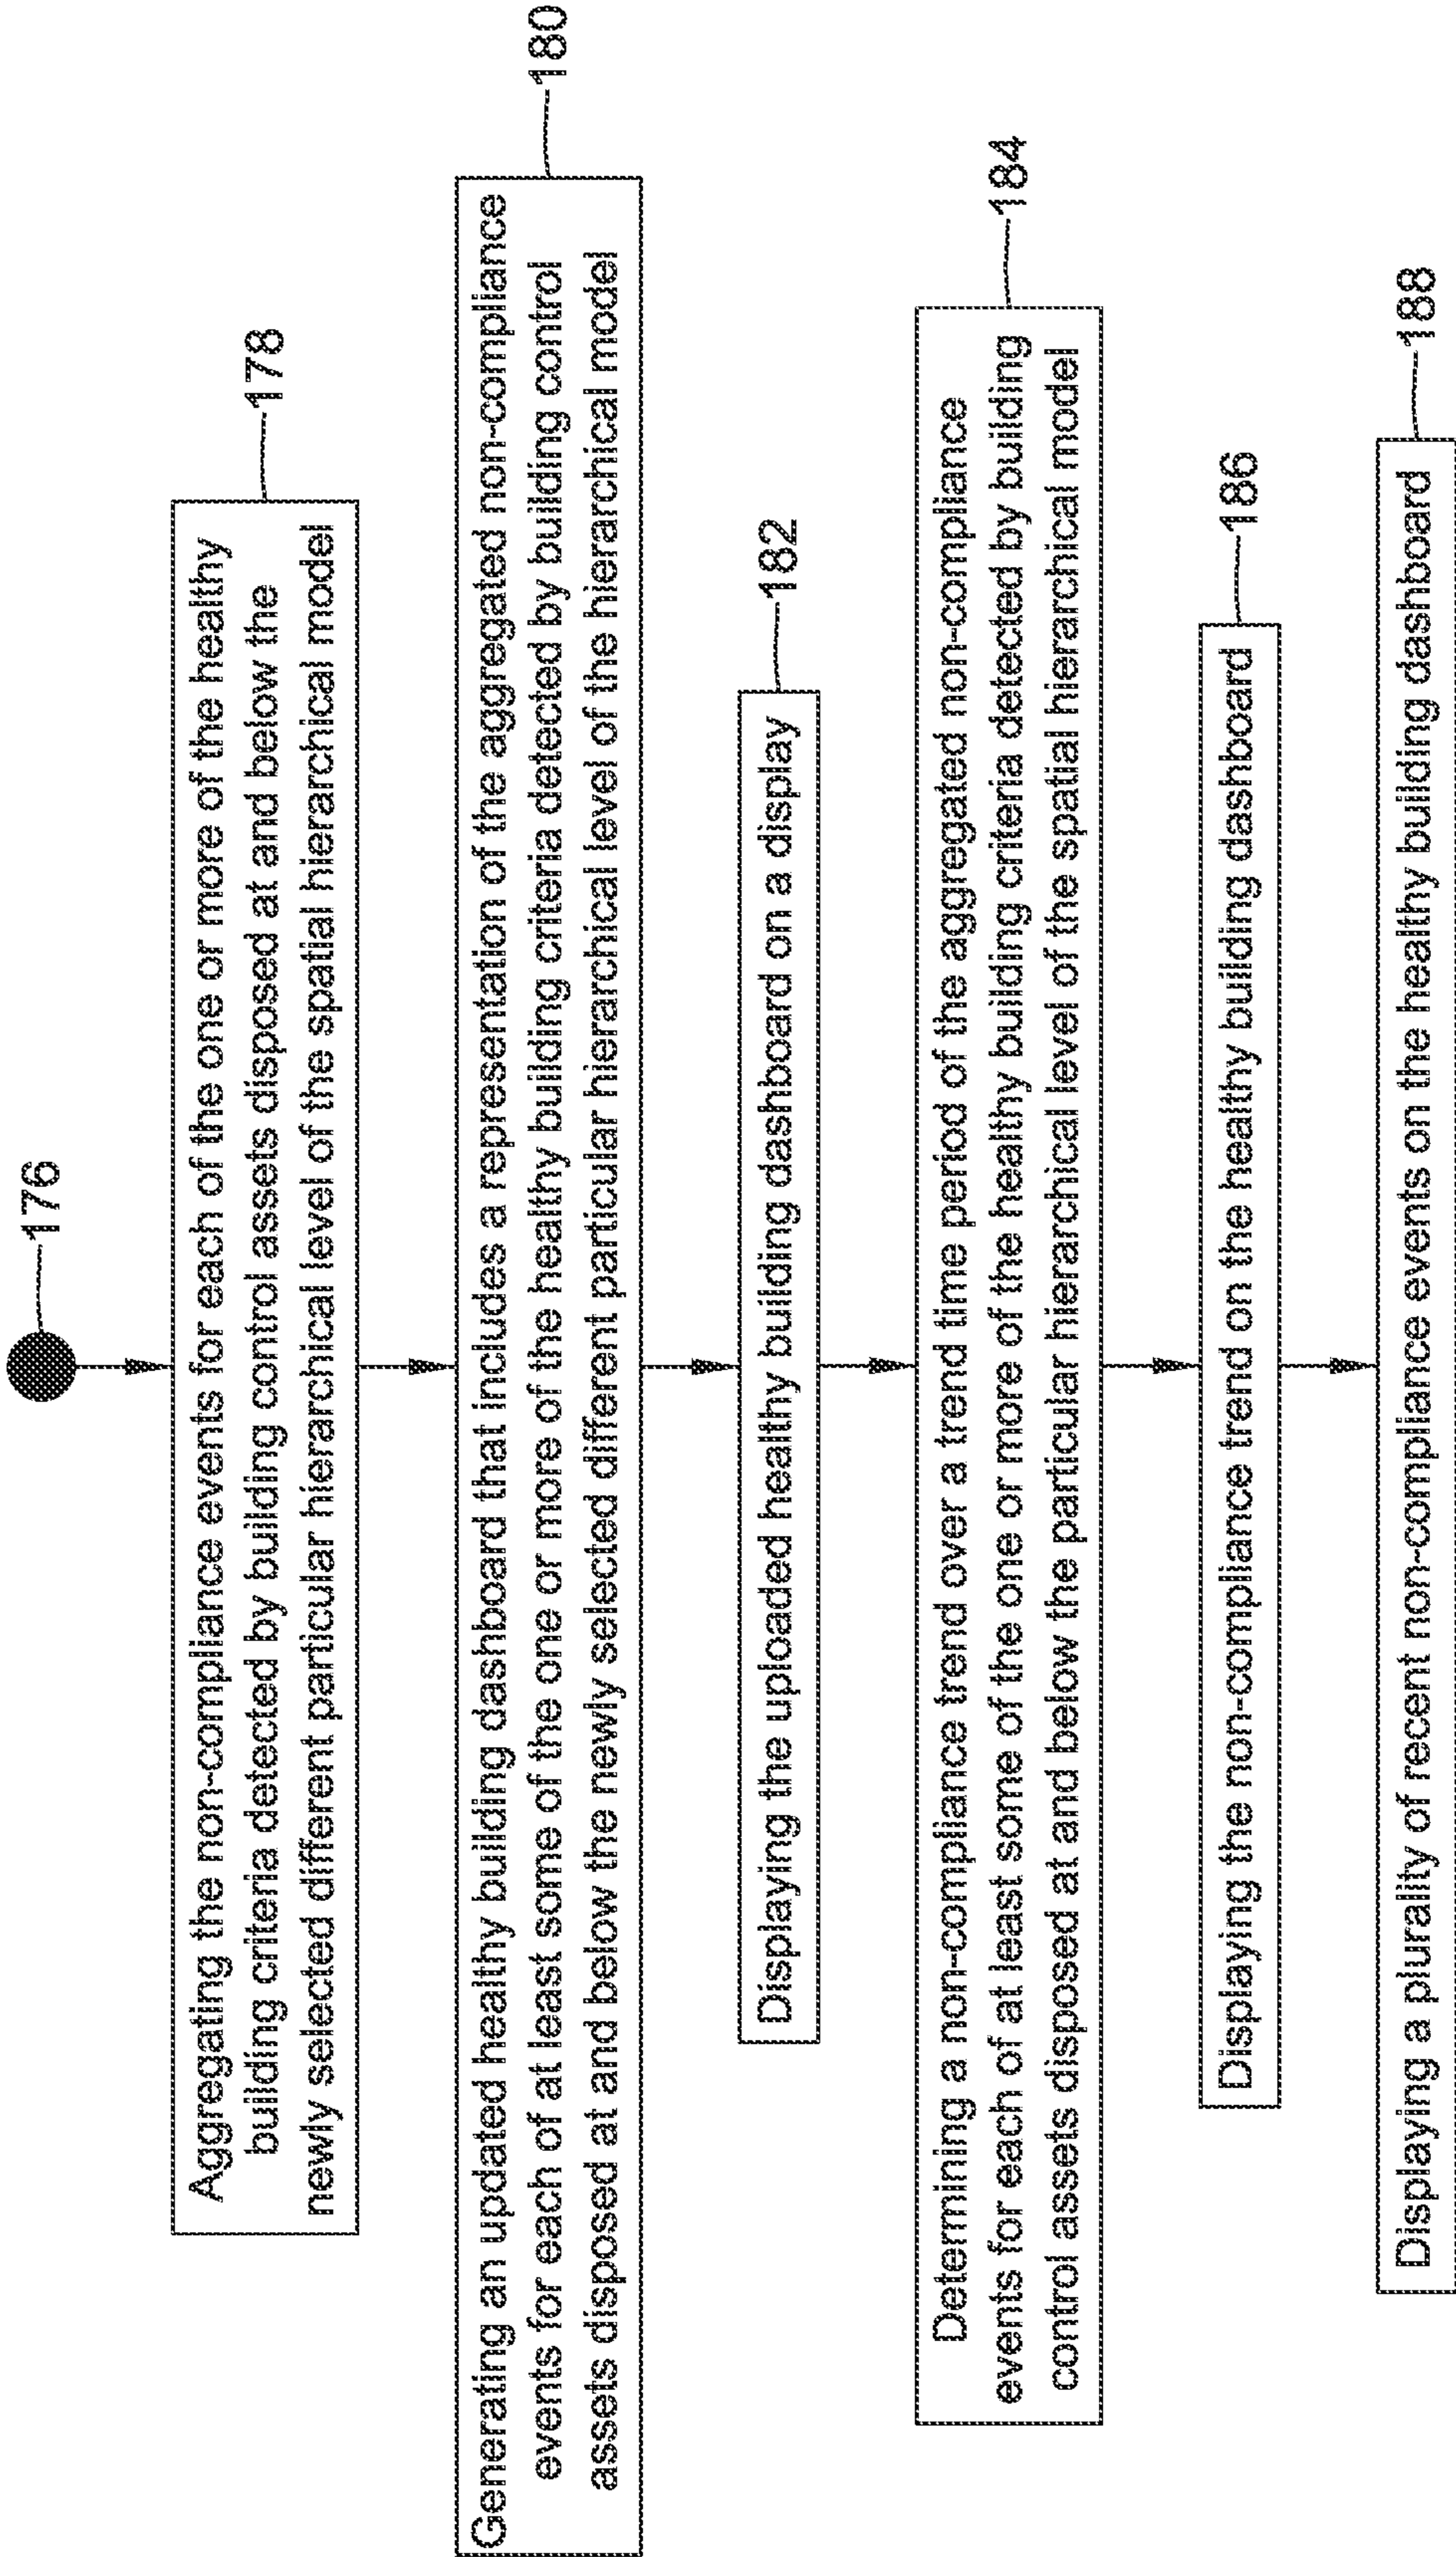 176
Aggregating the non-compliance events for each of the one or more of the healthy
building criteria detected by building control assets disposed at and below the
newly selected different particular hierarchical level of the spatial hierarchical model
178
Generating an updated healthy building dashboard that includes a representation of the aggregated non-compliance
events for each of at least some of the one or more of the healthy building criteria detected by building control
assets disposed at and below the newly selected different particular hierarchical level of the hierarchical model
180
Displaying the uploaded healthy building dashboard on a display
182
Determining a non-compliance trend over a trend time period of the aggregated non-compliance
events for each of at least some of the one or more of the healthy building criteria detected by building
control assets disposed at and below the particular hierarchical level of the spatial hierarchical model
184
Displaying the non-compliance trend on the healthy building dashboard
186
Displaying a plurality of recent non-compliance events on the healthy building dashboard
188